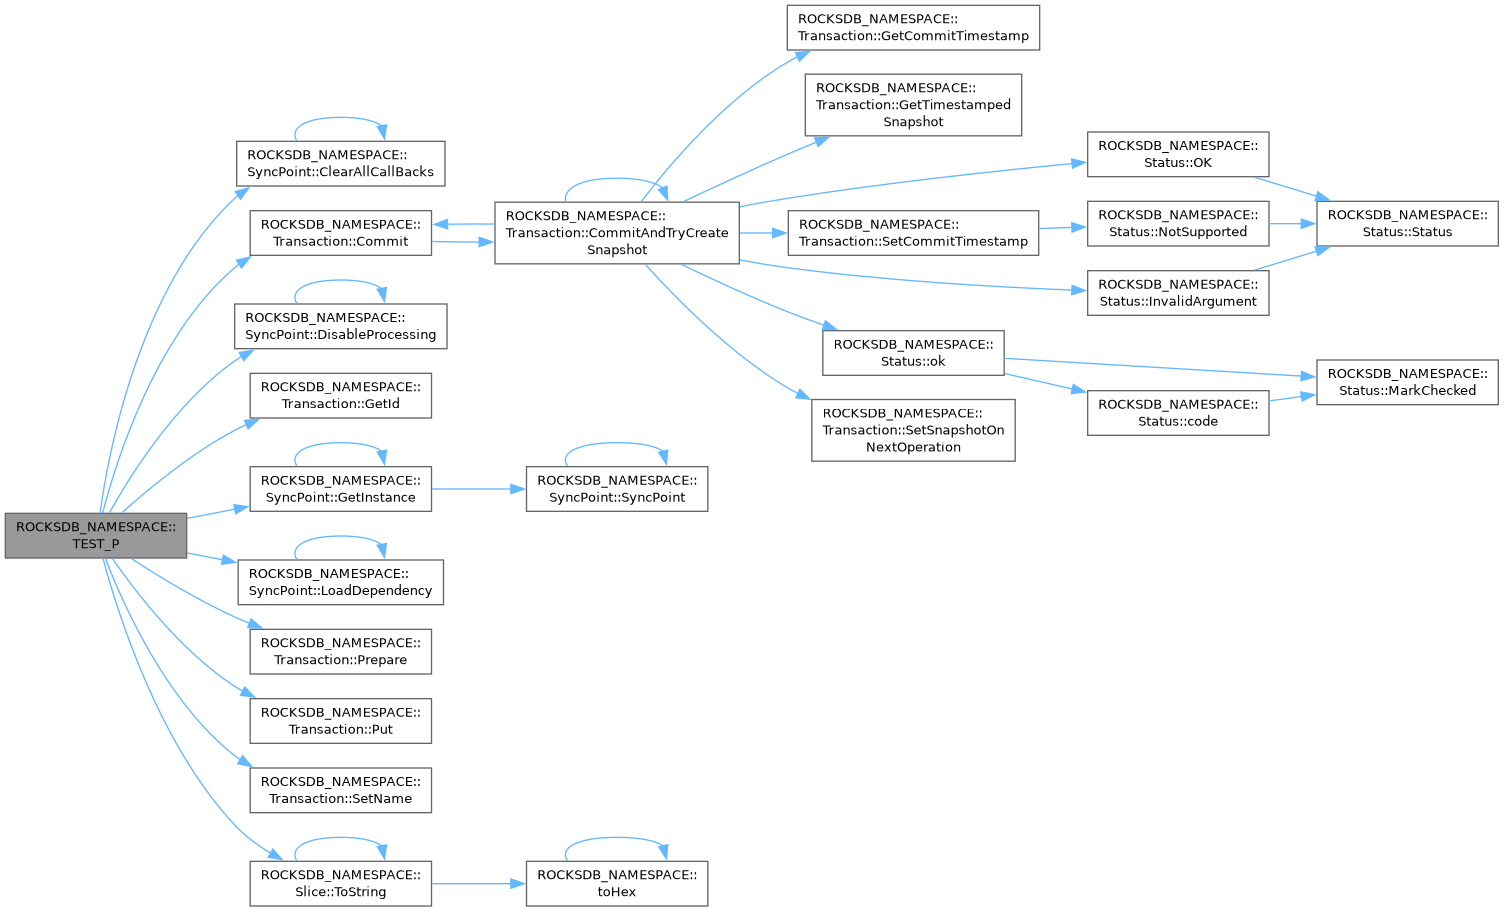 ROCKSDB_NAMESPACE::
TEST_P
ROCKSDB_NAMESPACE::
SyncPoint::ClearAllCallBacks
ROCKSDB_NAMESPACE::
Transaction::Commit
ROCKSDB_NAMESPACE::
SyncPoint::DisableProcessing
ROCKSDB_NAMESPACE::
Transaction::GetId
ROCKSDB_NAMESPACE::
SyncPoint::GetInstance
ROCKSDB_NAMESPACE::
SyncPoint::LoadDependency
ROCKSDB_NAMESPACE::
Transaction::Prepare
ROCKSDB_NAMESPACE::
Transaction::Put
ROCKSDB_NAMESPACE::
Transaction::SetName
ROCKSDB_NAMESPACE::
Slice::ToString
ROCKSDB_NAMESPACE::
Transaction::CommitAndTryCreate
Snapshot
ROCKSDB_NAMESPACE::
SyncPoint::SyncPoint
ROCKSDB_NAMESPACE::
toHex
ROCKSDB_NAMESPACE::
Transaction::GetCommitTimestamp
ROCKSDB_NAMESPACE::
Transaction::GetTimestamped
Snapshot
ROCKSDB_NAMESPACE::
Transaction::SetCommitTimestamp
ROCKSDB_NAMESPACE::
Status::ok
ROCKSDB_NAMESPACE::
Transaction::SetSnapshotOn
NextOperation
ROCKSDB_NAMESPACE::
Status::OK
ROCKSDB_NAMESPACE::
Status::NotSupported
ROCKSDB_NAMESPACE::
Status::InvalidArgument
ROCKSDB_NAMESPACE::
Status::code
ROCKSDB_NAMESPACE::
Status::Status
ROCKSDB_NAMESPACE::
Status::MarkChecked